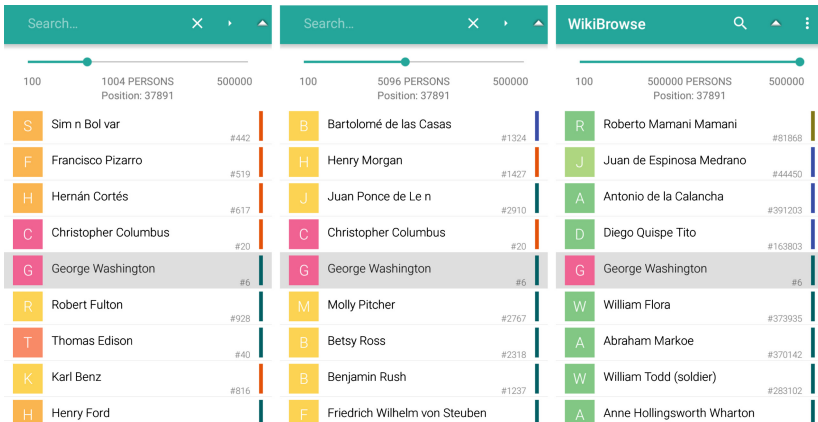 Search...
100 1004 PERSONS 500000
Position: 37891
S Sim n Bol var
#442
F Francisco Pizarro
#519
H Hernán Cortés
#617
C Christopher Columbus
#20
G George Washington
#6
R Robert Fulton
#928
T Thomas Edison
#40
K Karl Benz
#816
H Henry Ford
Search...
100 5096 PERSONS 500000
Position: 37891
B Bartolomé de las Casas
#1324
H Henry Morgan
#1427
J Juan Ponce de Le n
#2910
C Christopher Columbus
#20
G George Washington
#6
M Molly Pitcher
#2767
B Betsy Ross
#2318
B Benjamin Rush
#1237
F Friedrich Wilhelm von Steuben
WikiBrowse
100 500000 PERSONS 500000
Position: 37891
R Roberto Mamani Mamani
#81868
J Juan de Espinosa Medrano
#44450
A Antonio de la Calancha
#391203
D Diego Quispe Tito
#163803
G George Washington
#6
W William Flora
#373935
A Abraham Markoe
#370142
W William Todd (soldier)
#283102
A Anne Hollingsworth Wharton